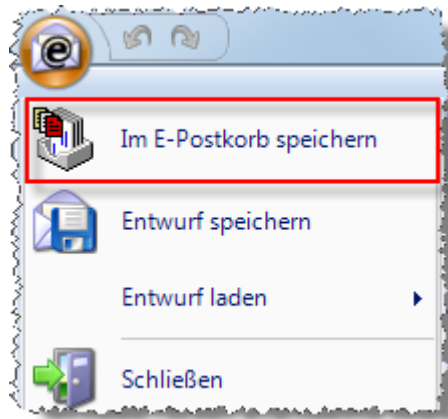 e
Im E-Postkorb speichern
Entwurf speichern
Entwurf laden
Schließen